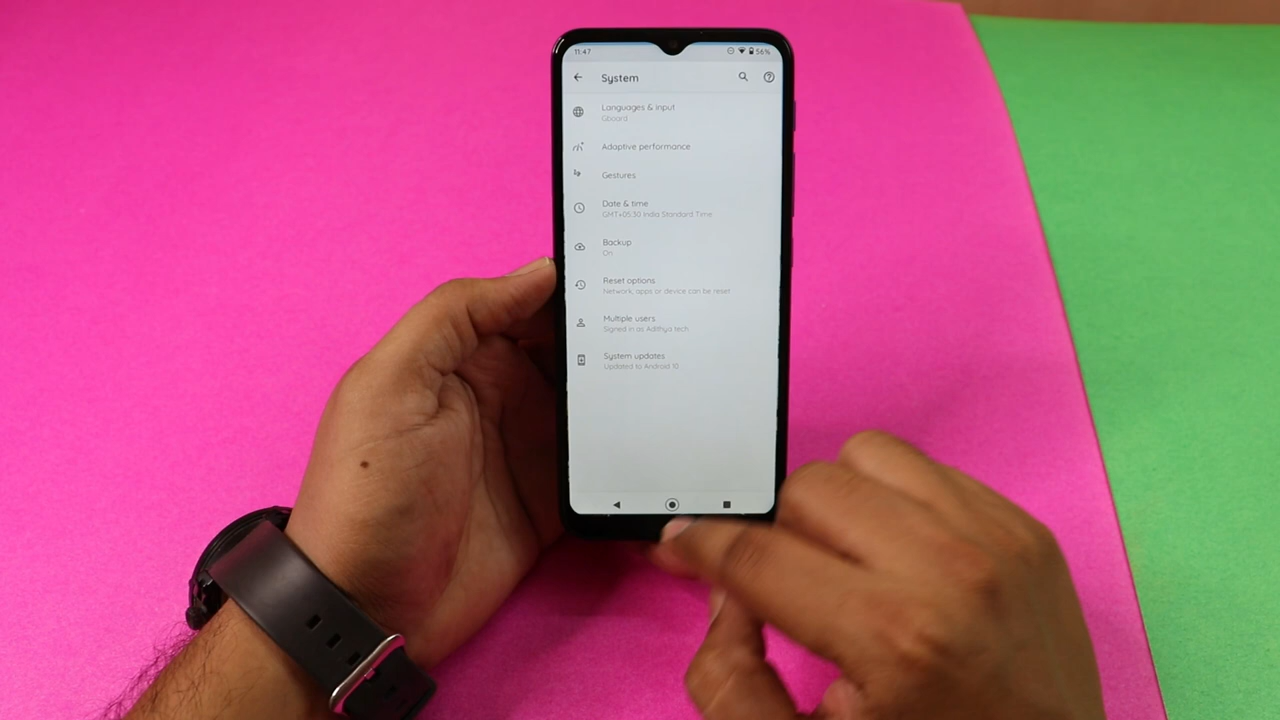 11:47
56%
System
Languages & input
Gboard
Adaptive performance
Gestures
Date & time
GMT+05:30 India Standard Time
Backup
On
Reset options
Network, apps or device can be reset
Multiple users
Signed in as Adithya tech
System updates
Updated to Android 10